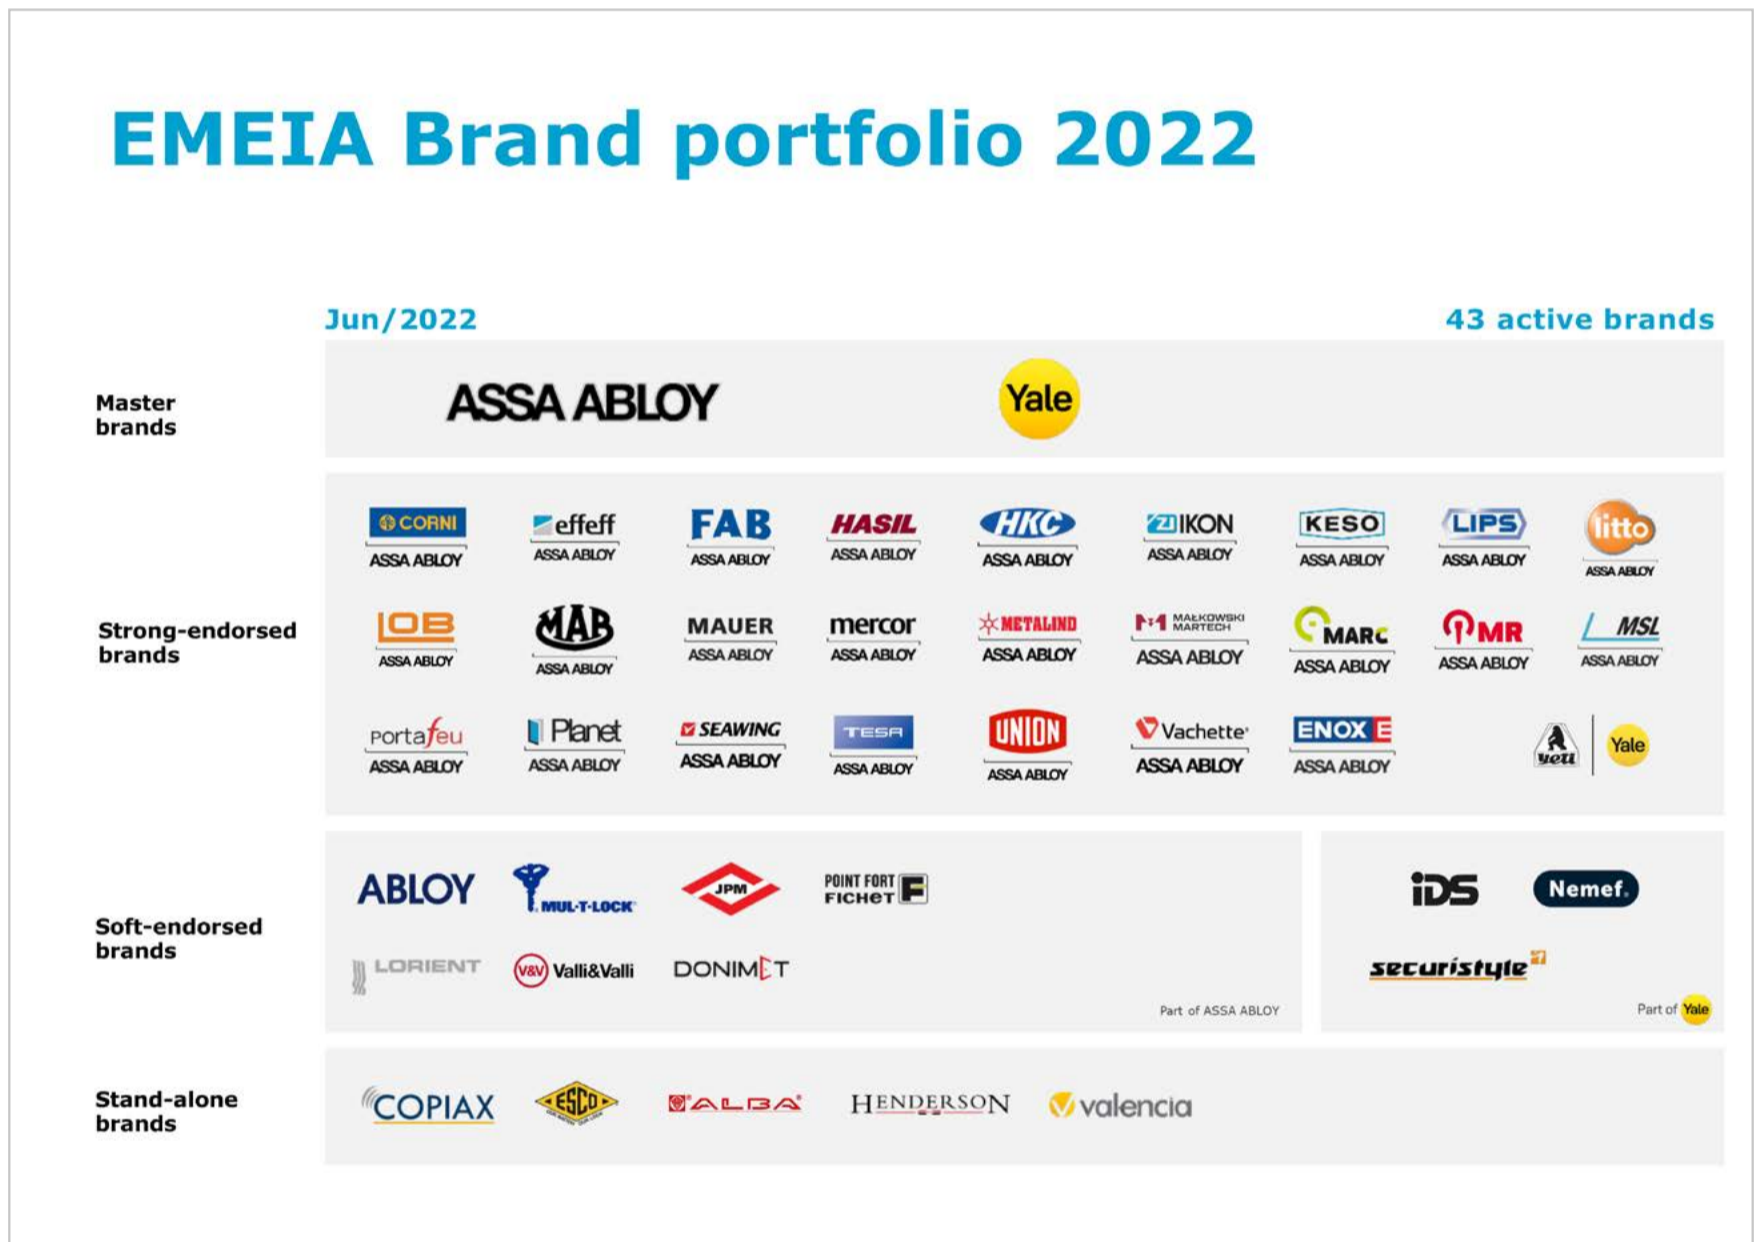 EMEIA Brand portfolio 2022
Jun/2022
43 active brands
Master
brands
ASSA ABLOY
Yale
Strong-endorsed
brands
CORNI
ASSA ABLOY
effeff
ASSA ABLOY
FAB
ASSA ABLOY
HASIL
ASSA ABLOY
HKC
ASSA ABLOY
IKON
ASSA ABLOY
KESO
ASSA ABLOY
LIPS
ASSA ABLOY
litto
ASSA ABLOY
LOB
ASSA ABLOY
MAB
ASSA ABLOY
MAUER
ASSA ABLOY
mercor
ASSA ABLOY
METALIND
ASSA ABLOY
MAŁKOWSKI
MARTECH
ASSA ABLOY
MARC
ASSA ABLOY
MR
ASSA ABLOY
MSL
ASSA ABLOY
Portafeu
ASSA ABLOY
Planet
ASSA ABLOY
SEAWING
ASSA ABLOY
TESA
ASSA ABLOY
UNION
ASSA ABLOY
Vachette
ASSA ABLOY
ENOX E
ASSA ABLOY
yeti
Yale
Soft-endorsed
brands
ABLOY
MUL-T-LOCK
JPM
POINT FORT
FICHET F
LORIENT
V&V Valli&Valli
DONIMET
Part of ASSA ABLOY
iDS
Nemef.
securistyle
Part of Yale
Stand-alone
brands
COPIAX
ESCO
ALBA
HENDERSON
valencia